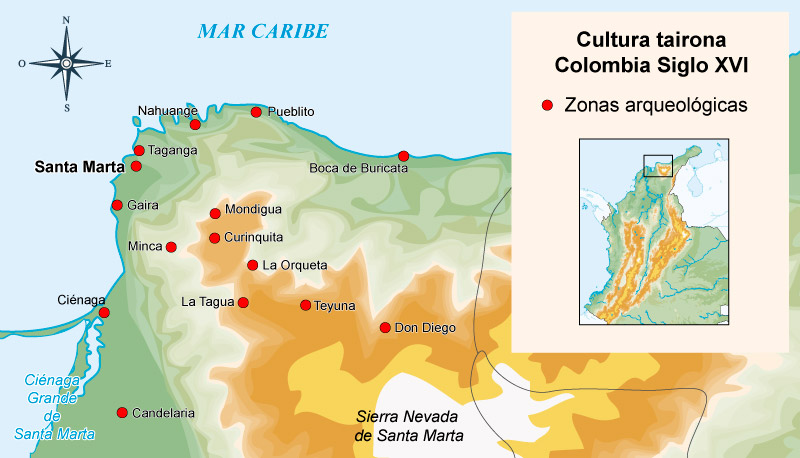 MAR CARIBE
N
O
E
S
Cultura tairona
Colombia Siglo XVI
Zonas arqueológicas
Nahuange
Pueblito
Taganga
Santa Marta
Boca de Buricata
Gaira
Mondigua
Curinquita
Minca
La Orqueta
Ciénaga
La Tagua
Teyuna
Don Diego
Ciénaga
Grande
de
Santa Marta
Candelaria
Sierra Nevada
de Santa Marta